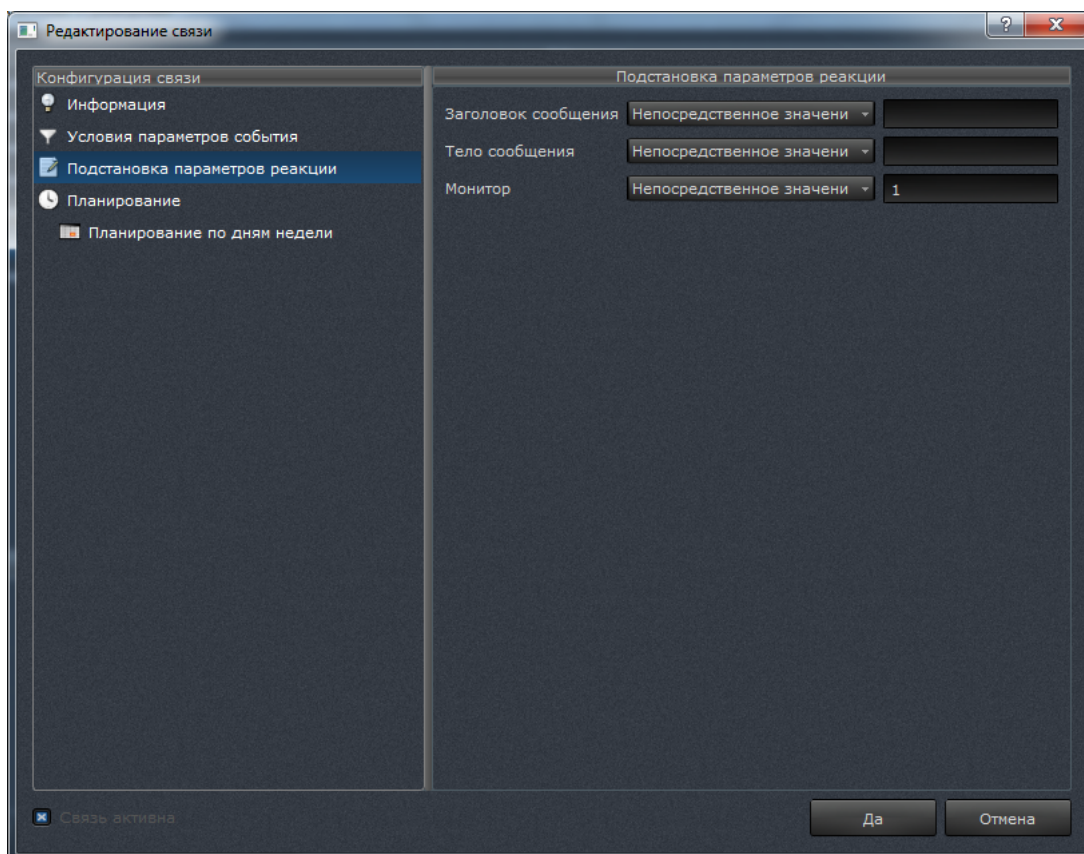 Редактирование связи
Конфигурация связи
Информация
Условия параметров события
Подстановка параметров реакции
Планирование
Планирование по дням недели
Подстановка параметров реакции
Заголовок сообщения Непосредственное значени
Тело сообщения Непосредственное значени
Монитор Непосредственное значени 1
Связь активна
Да Отмена